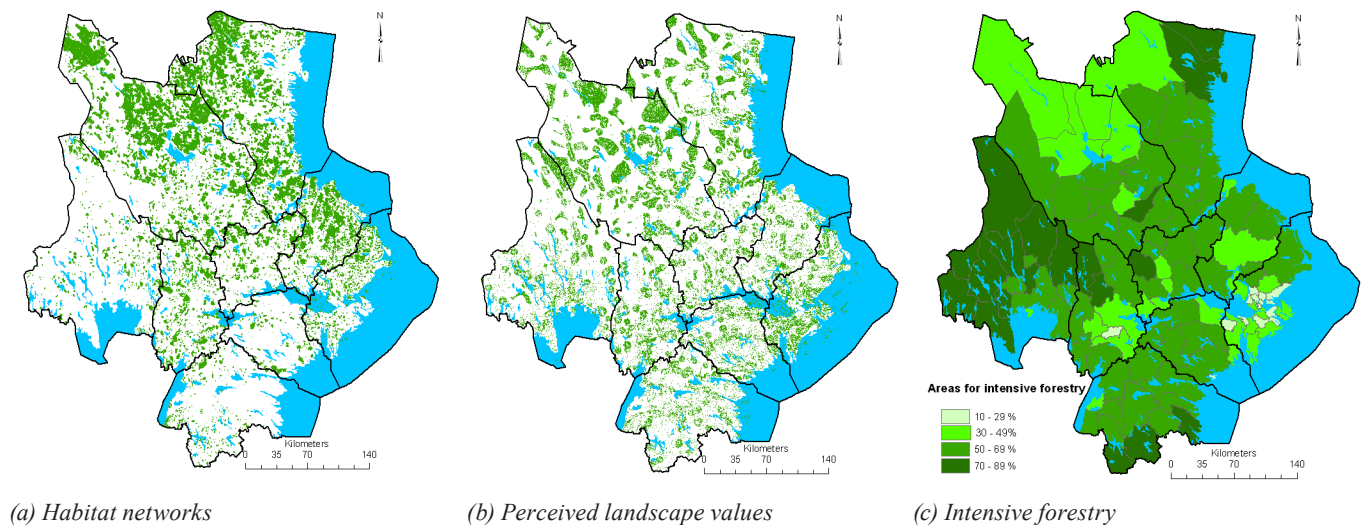 N
Kilometers
0 35 70 140
(a) Habitat networks
N
Kilometers
0 35 70 140
(b) Perceived landscape values
N
Areas for intensive forestry
10 - 29 %
30 - 49%
50 - 69 %
70 - 89 %
Kilometers
0 35 70 140
(c) Intensive forestry